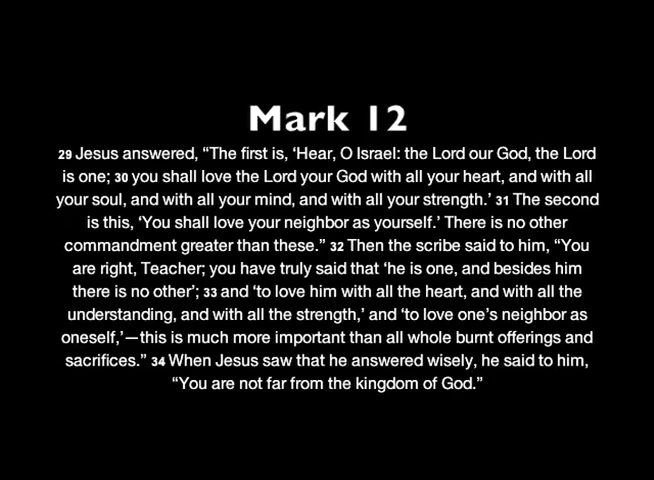 Mark 12
29 Jesus answered, “The first is, ‘Hear, O Israel: the Lord our God, the Lord
is one; 30 you shall love the Lord your God with all your heart, and with all
your soul, and with all your mind, and with all your strength.’ 31 The second
is this, ‘You shall love your neighbor as yourself.’ There is no other
commandment greater than these.” 32 Then the scribe said to him, “You
are right, Teacher; you have truly said that ‘he is one, and besides him
there is no other’; 33 and ‘to love him with all the heart, and with all the
understanding, and with all the strength,’ and ‘to love one’s neighbor as
oneself,’—this is much more important than all whole burnt offerings and
sacrifices.” 34 When Jesus saw that he answered wisely, he said to him,
“You are not far from the kingdom of God.”